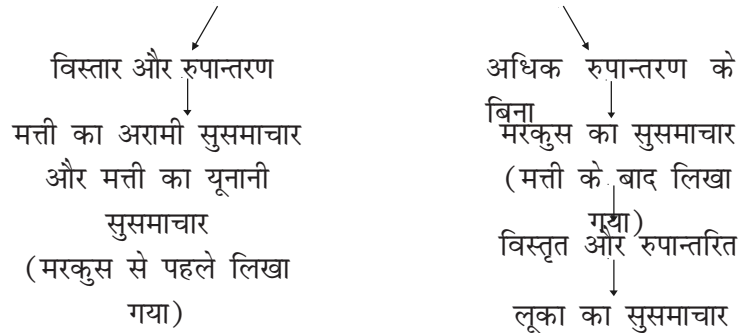 विस्तार और रुपान्तरण
मत्ती का अरामी सुसमाचार
और मत्ती का यूनानी
सुसमाचार
(मरकुस से पहले लिखा
गया)
अधिक रुपान्तरण के
बिना
मरकुस का सुसमाचार
(मत्ती के बाद लिखा
गया)
विस्तृत और रुपान्तरित
लूका का सुसमाचार